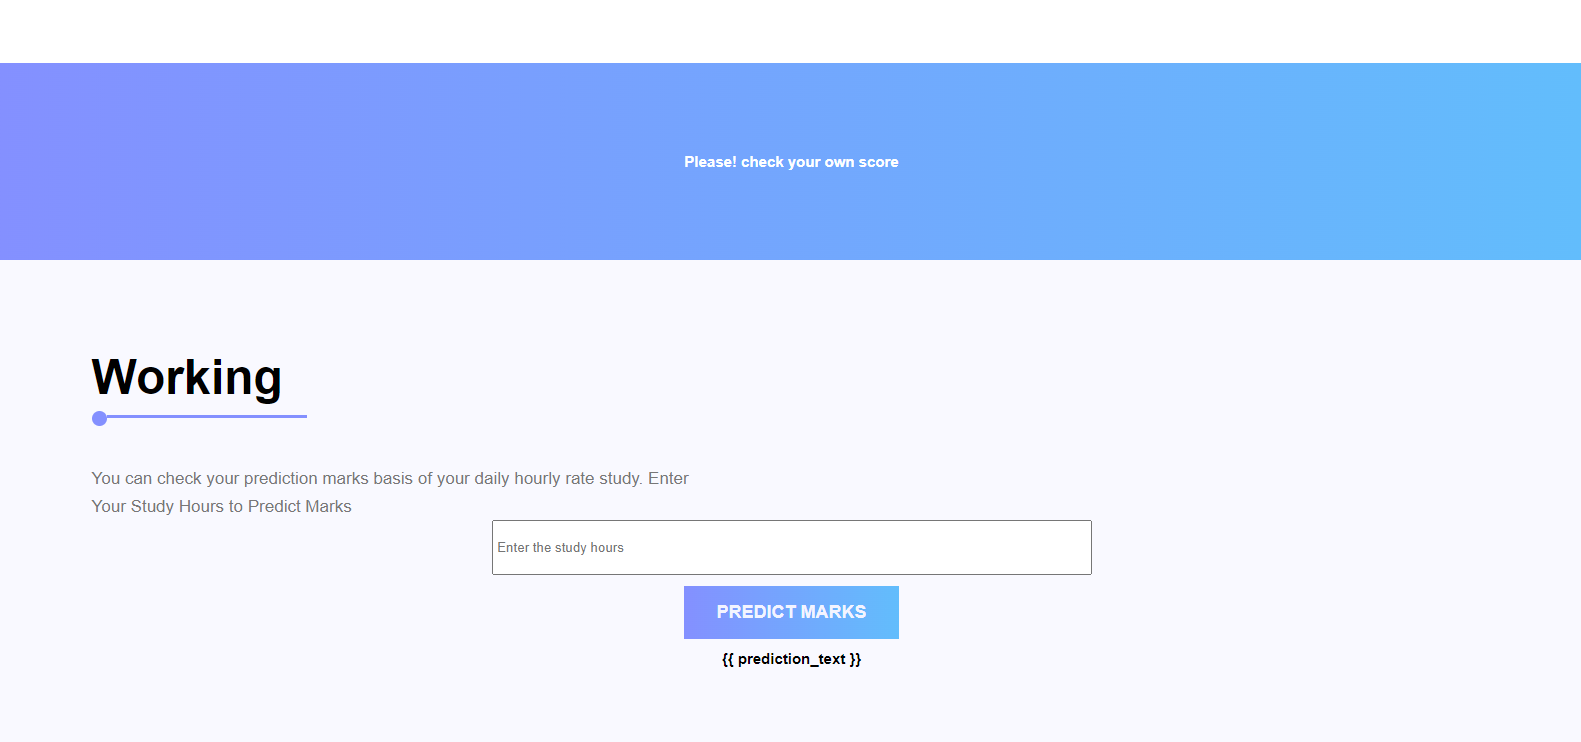 Please! check your own score
Working
You can check your prediction marks basis of your daily hourly rate study. Enter
Your Study Hours to Predict Marks
Enter the study hours
PREDICT MARKS
{{ prediction_text }}